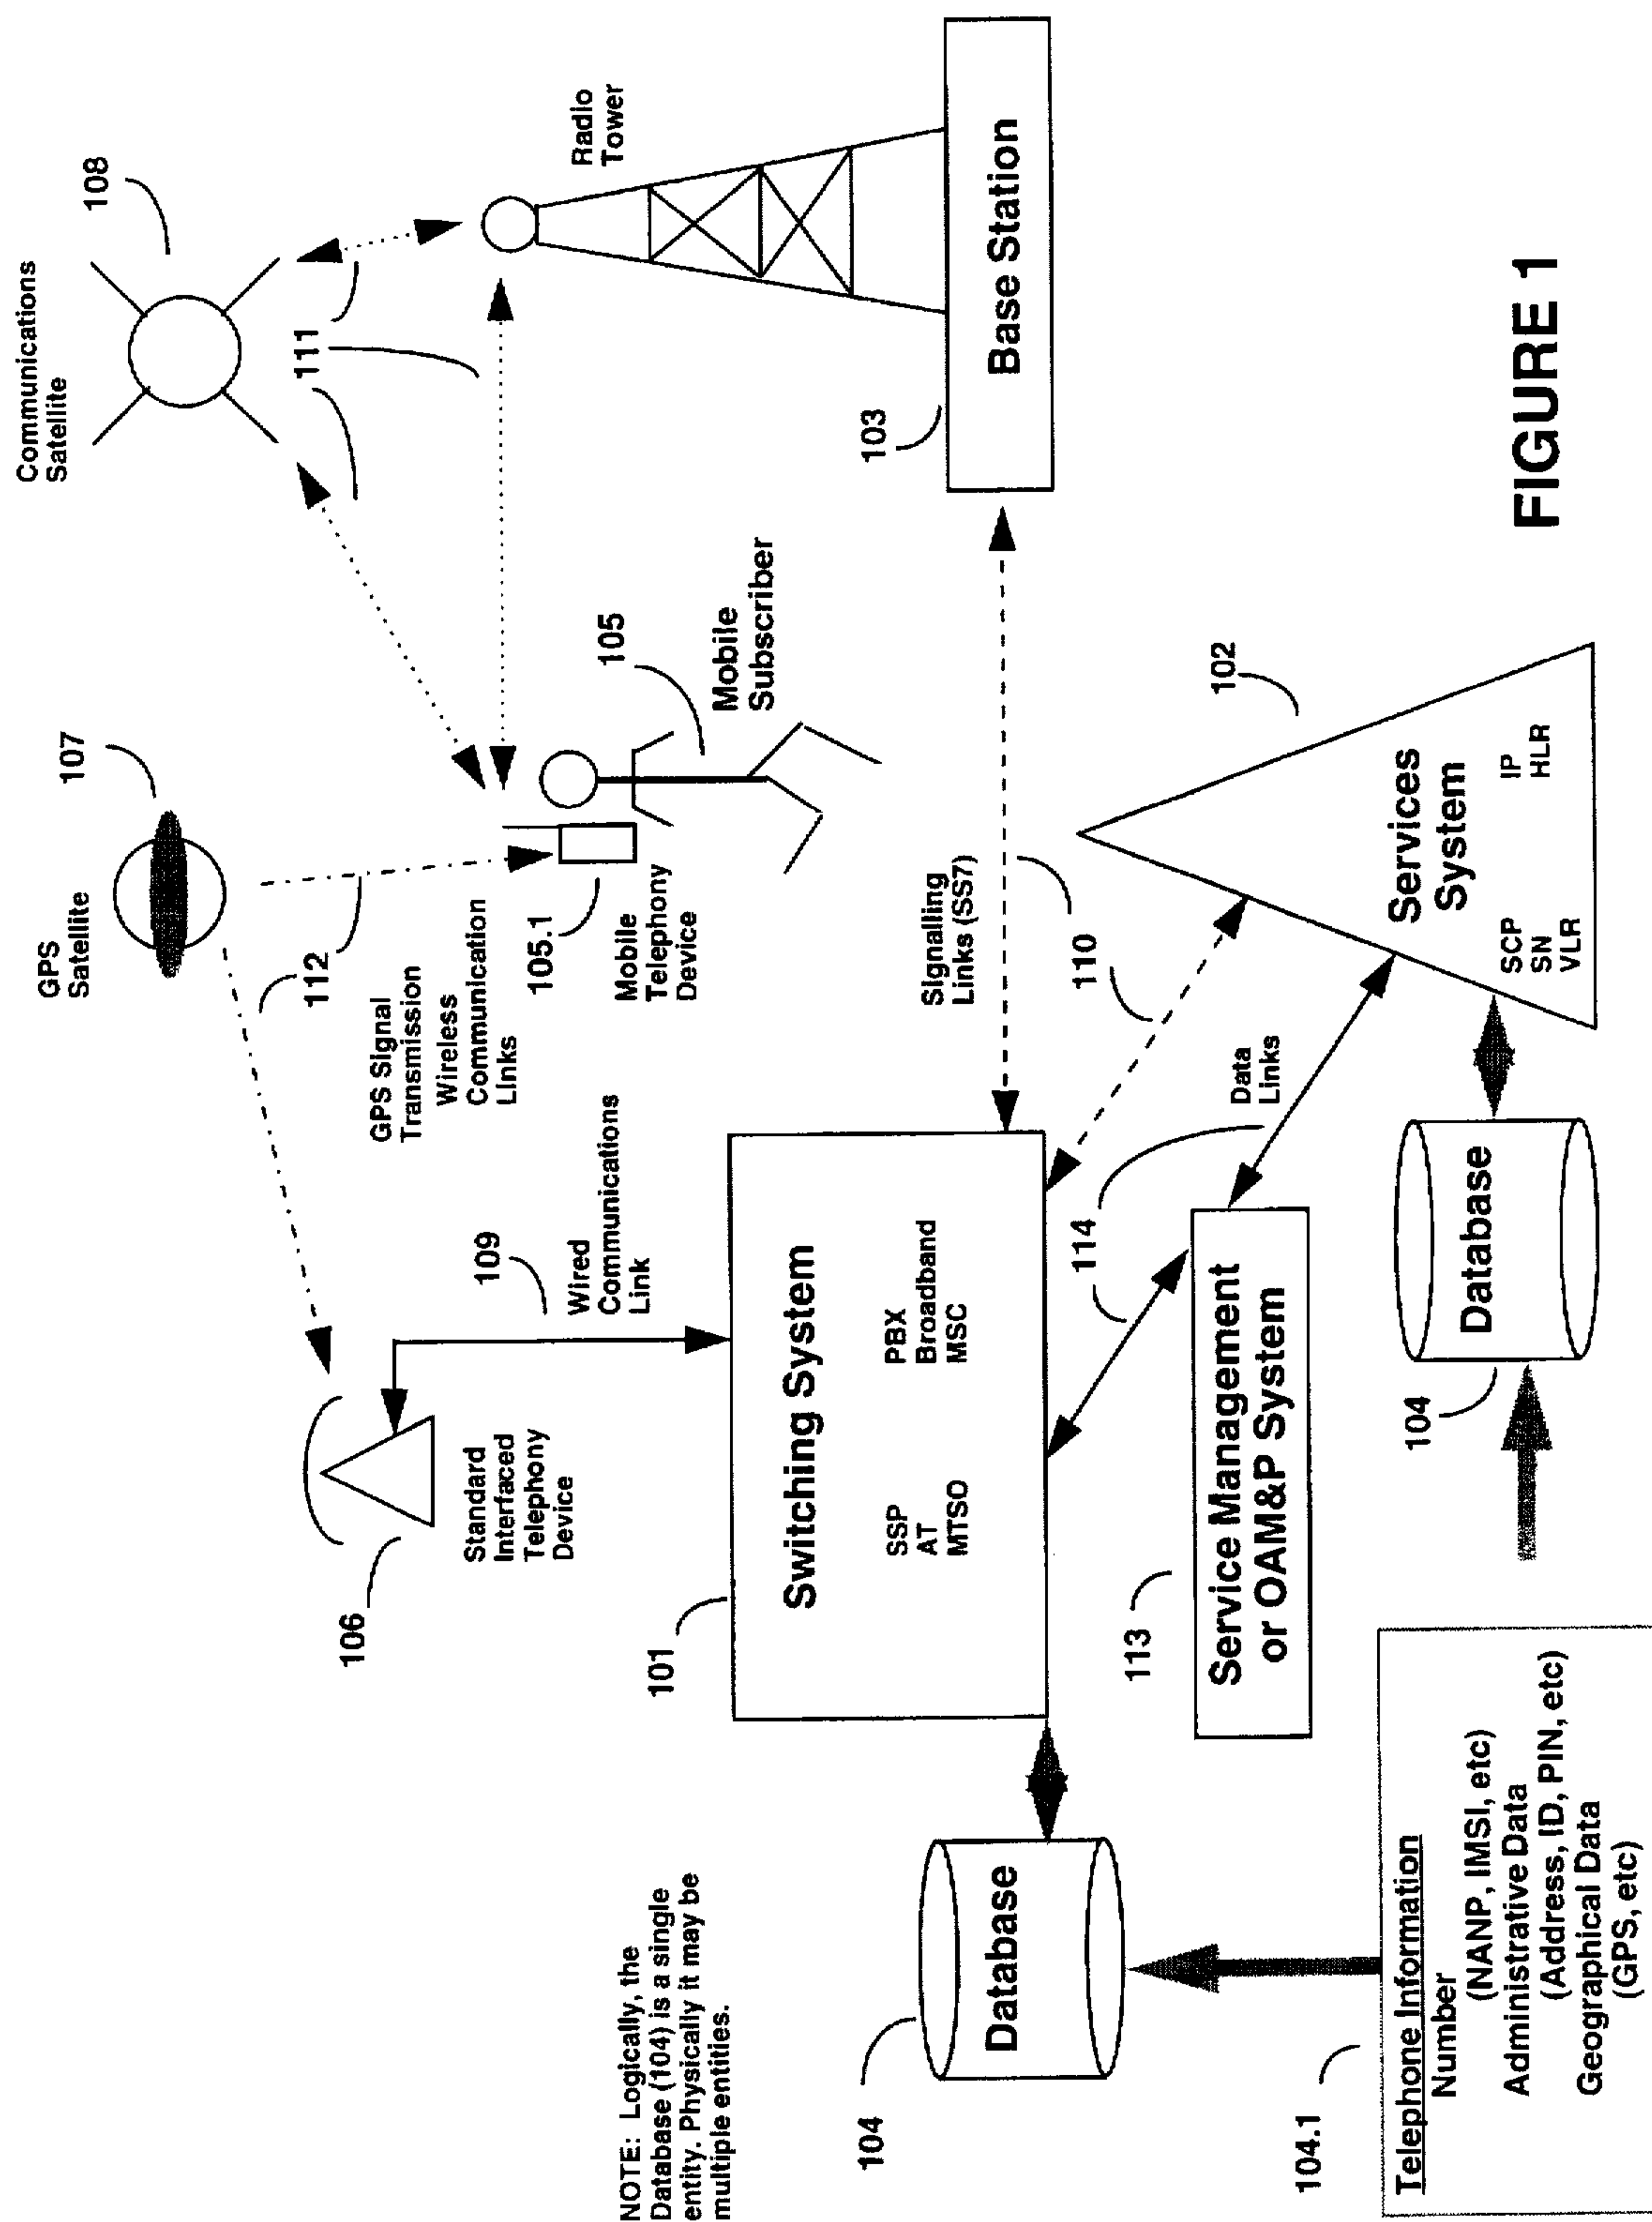 Communications
Satellite
GPS
Satellite
107
108
111
112
106
GPS Signal
Transmission
Wireless
Communication
Links
Standard
Interfaced
Telephony
Device
109
Wired
Communications
Link
105.1
Mobile
Telephony
Device
105
Mobile
Subscriber
Radio
Tower
NOTE: Logically, the
Database (104) is a single
entity. Physically it may be
multiple entities.
101
Switching System
SSP
AT
MTSO
PBX
Broadband
MSC
Signalling
Links (SS7)
110
103
Base Station
104
Database
113
114
Data
Links
102
Service Management
or OAM&P System
Services
System
SCP
SN
VLR
IP
HLR
104.1
Telephone Information
Number
(NANP, IMSI, etc)
Administrative Data
(Address, ID, PIN, etc)
Geographical Data
(GPS, etc)
104
Database
FIGURE 1